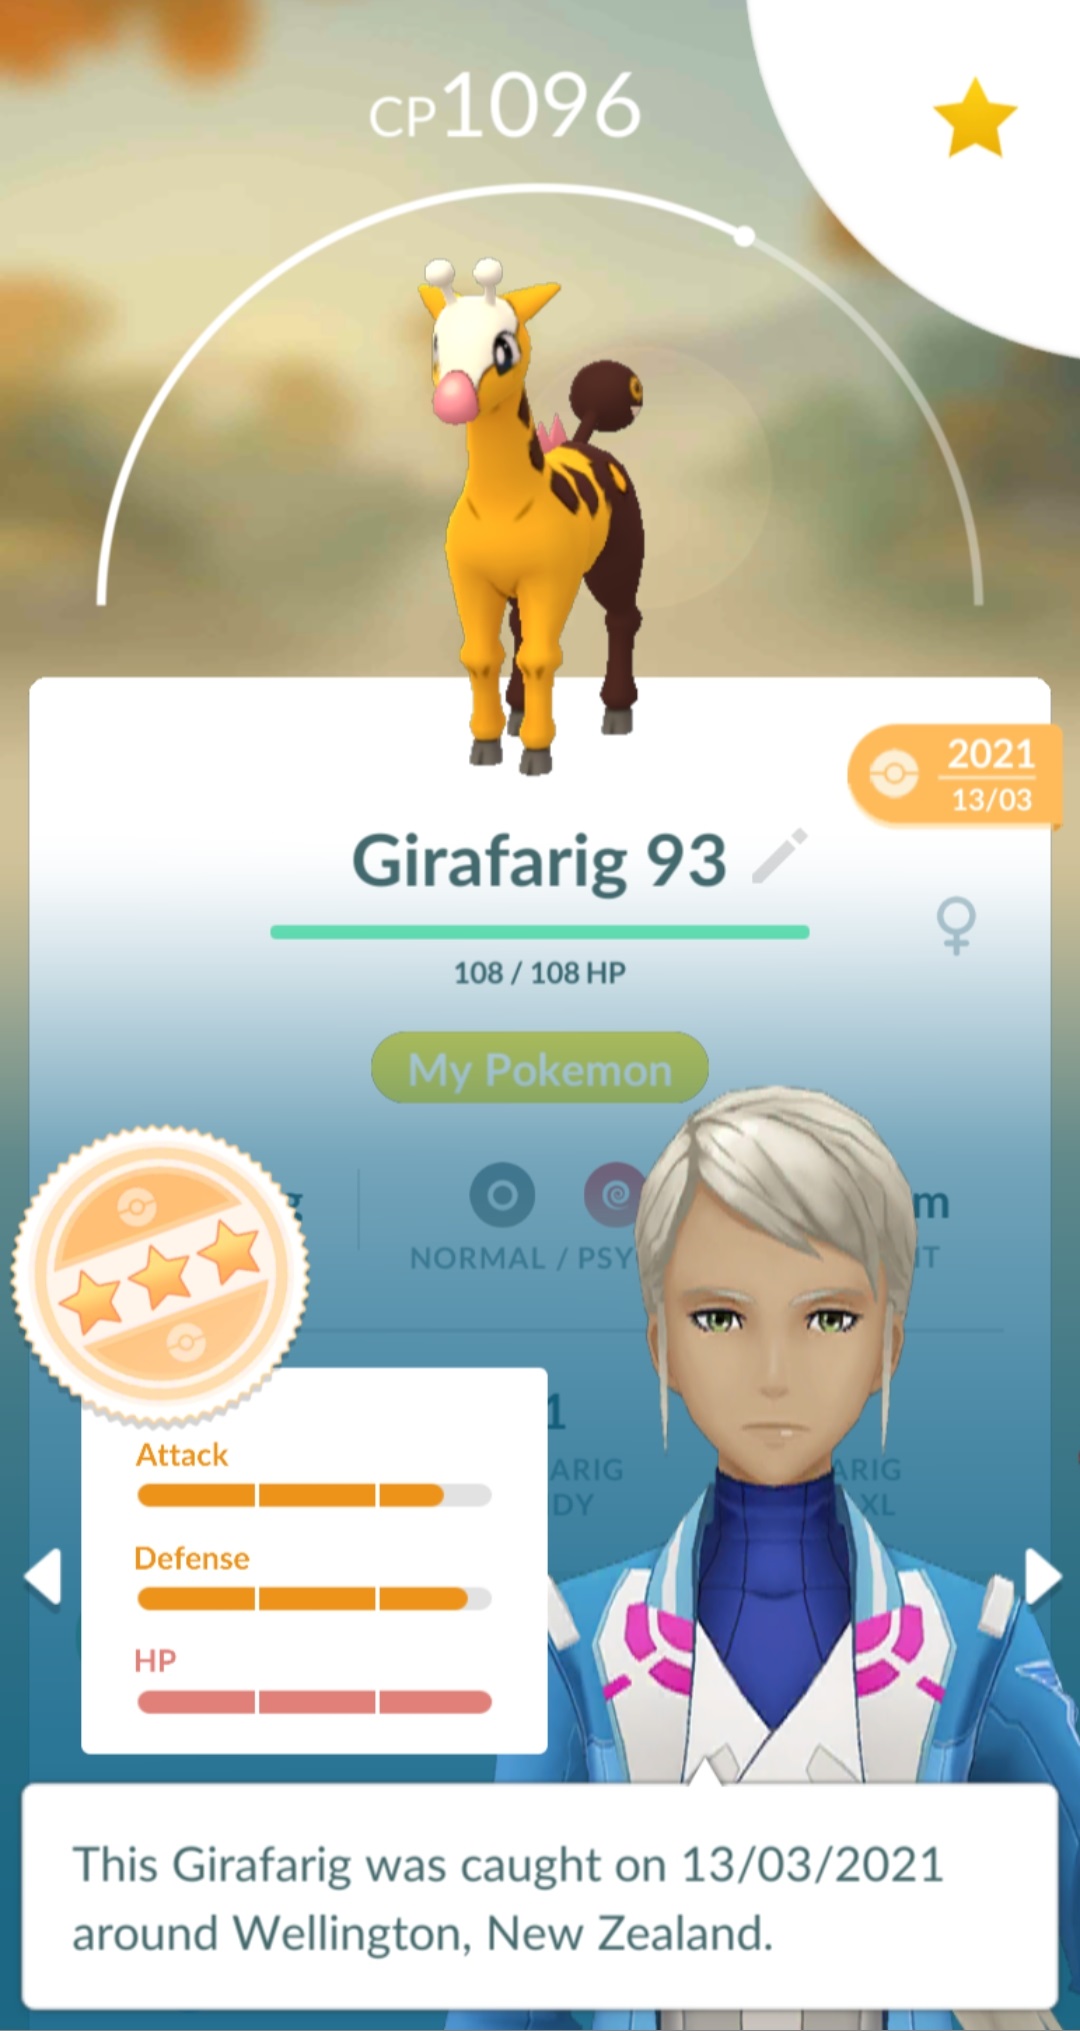 CP1096
2021
13/03
Girafarig 93
108 / 108 HP
My Pokemon
m
NORMAL / PSY
1
ARIG
ARIG
DY
XL
Attack
Defense
HP
This Girafarig was caught on 13/03/2021
around Wellington, New Zealand.